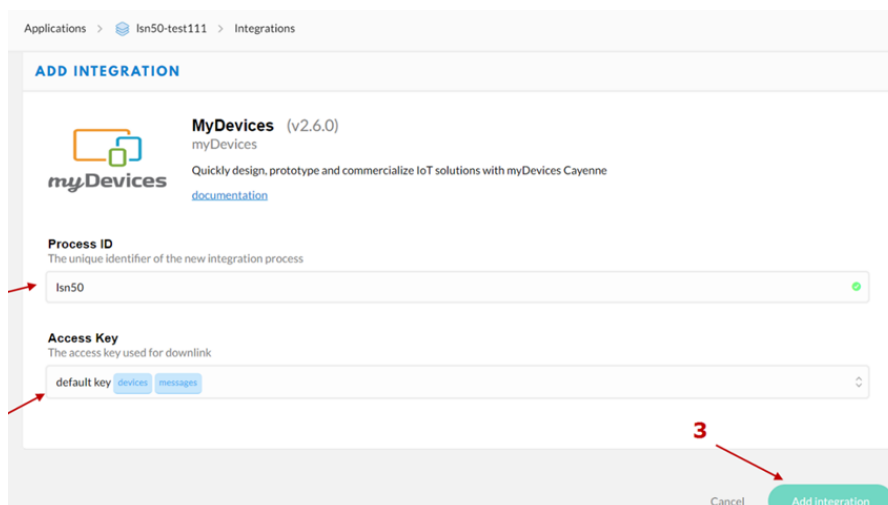 Applications > lsn50-test111 > Integrations
ADD INTEGRATION
MyDevices (v2.6.0)
myDevices
Quickly design, prototype and commercialize IoT solutions with myDevices Cayenne
documentation
myDevices
Process ID
The unique identifier of the new integration process
lsn50
Access Key
The access key used for downlink
default key devices messages
3
Cancel Add integration